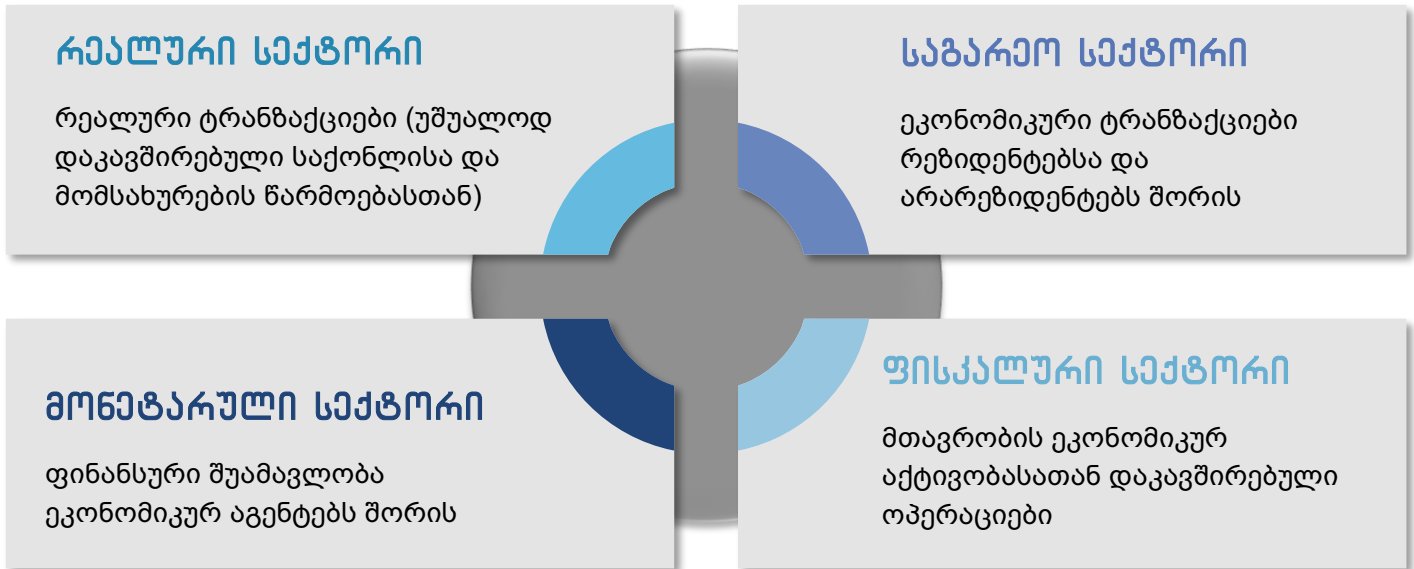 რეალური სექტორი
რეალური ტრანზაქციები (უშუალოდ
დაკავშირებული საქონლისა და
მომსახურების წარმოებასთან)
საგარეო სექტორი
ეკონომიკური ტრანზაქციები
რეზიდენტებსა და
არარეზიდენტებს შორის
მონეტარული სექტორი
ფინანსური შუამავლობა
ეკონომიკურ აგენტებს შორის
ფისკალური სექტორი
მთავრობის ეკონომიკურ
აქტივობასათან დაკავშირებული
ოპერაციები